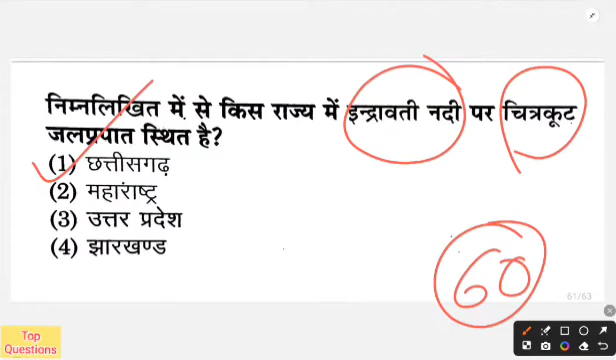 निम्नलिखित में से किस राज्य में इन्द्रावती नदी पर चित्रकूट
जलप्रपात स्थित है?
(1) छत्तीसगढ़
(2) महाराष्ट्र
(3) उत्तर प्रदेश
(4) झारखण्ड
60
61/63
Top
Questions